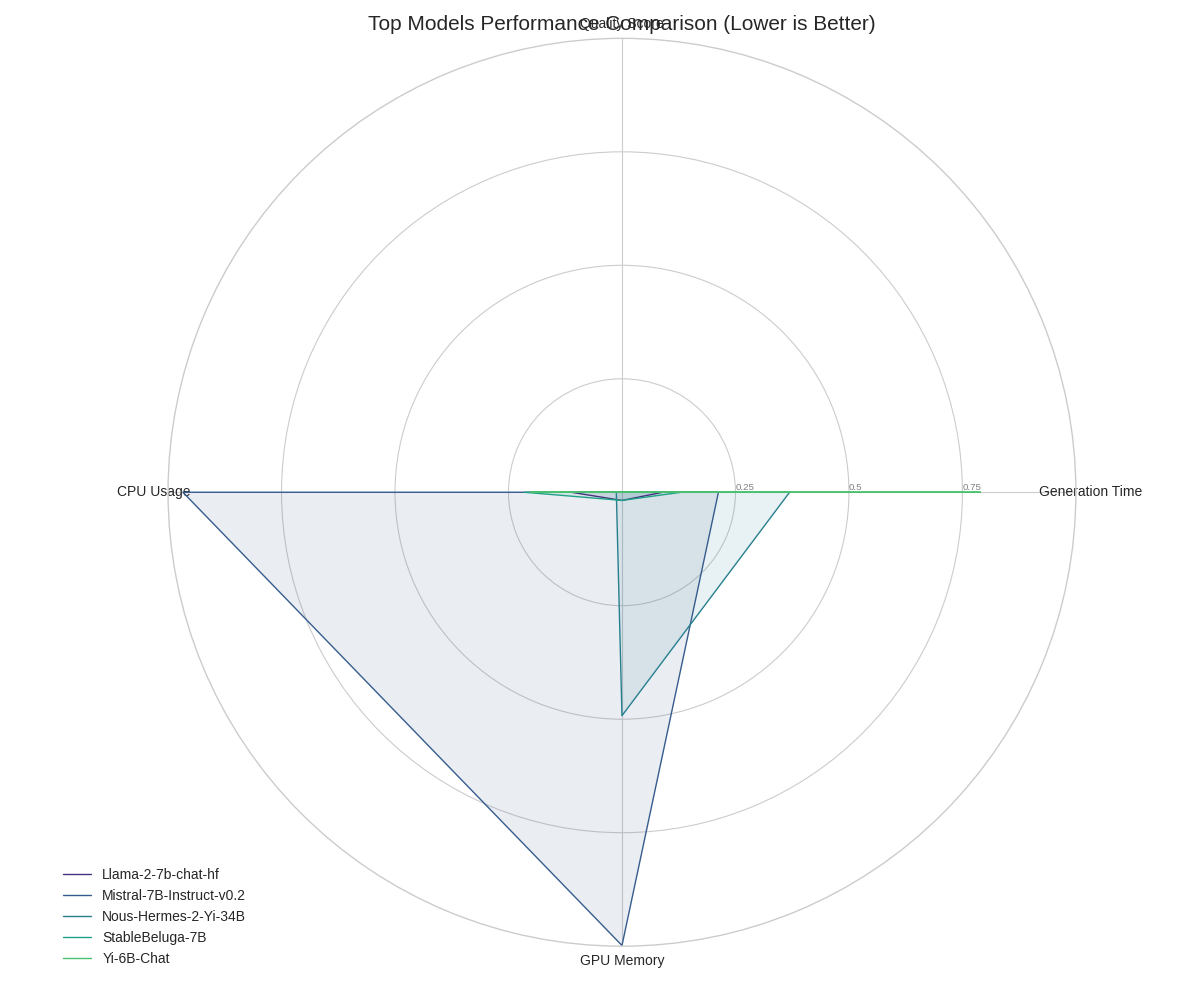 Top Models Performance Comparison (Lower is Better)
Quality Score
CPU Usage
0.25
0.5
0.75
Generation Time
Llama-2-7b-chat-hf
Mistral-7B-Instruct-v0.2
Nous-Hermes-2-Yi-34B
StableBeluga-7B
Yi-6B-Chat
GPU Memory